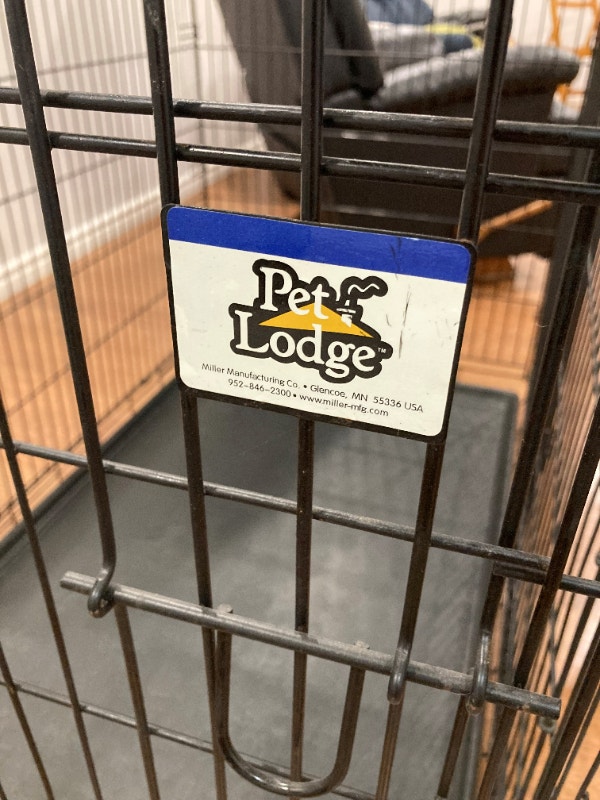 Pet
Lodge™
Miller Manufacturing Co. • Glencoe, MN 55336 USA
952-846-2300 • www.miller-mfg.com